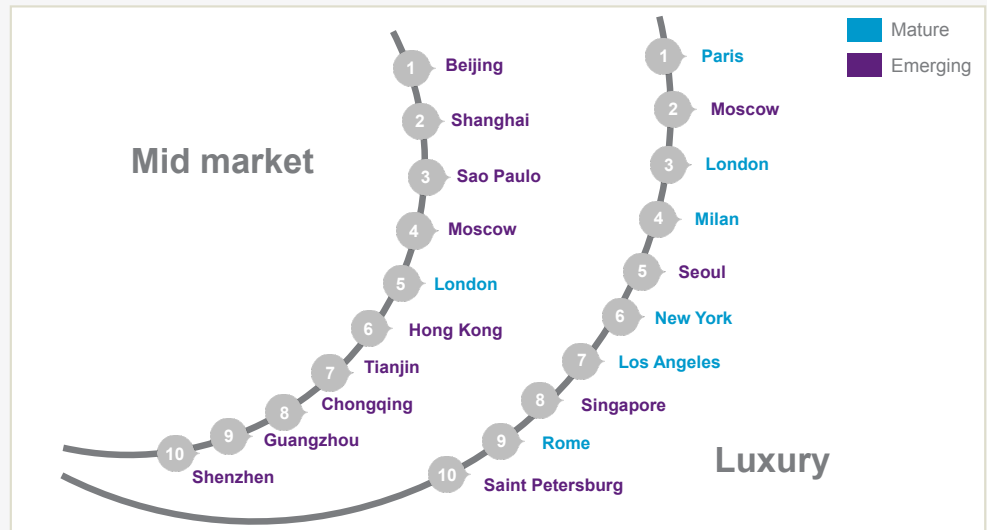 Mature
Emerging
Mid market
1 Beijing
2 Shanghai
3 Sao Paulo
4 Moscow
5 London
6 Hong Kong
7 Tianjin
8 Chongqing
9 Guangzhou
10 Shenzhen
Luxury
1 Paris
2 Moscow
3 London
4 Milan
5 Seoul
6 New York
7 Los Angeles
8 Singapore
9 Rome
10 Saint Petersburg